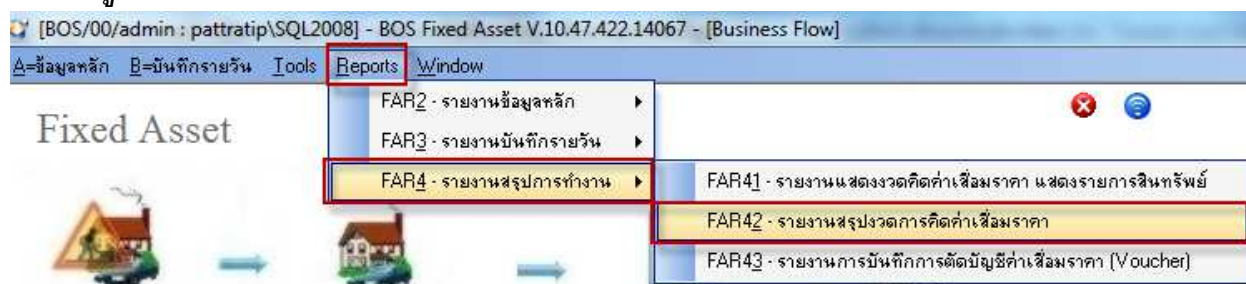 [BOS/00/admin : pattratip\SQL2008] - BOS Fixed Asset V.10.47.422.14067 - [Business Flow]
A=ข้อมูลหลัก B=บันทึกรายวัน Tools Reports Window
Fixed Asset
FAR2 - รายงานข้อมูลหลัก
FAR3 - รายงานบันทึกรายวัน
FAR4 - รายงานสรุปการทำงาน
FAR41 - รายงานแสดงงวดคิดค่าเสื่อมราคา แสดงรายการสินทรัพย์
FAR42 - รายงานสรุปงวดการคิดค่าเสื่อมราคา
FAR43 - รายงานการบันทึกการตัดบัญชีค่าเสื่อมราคา (Voucher)